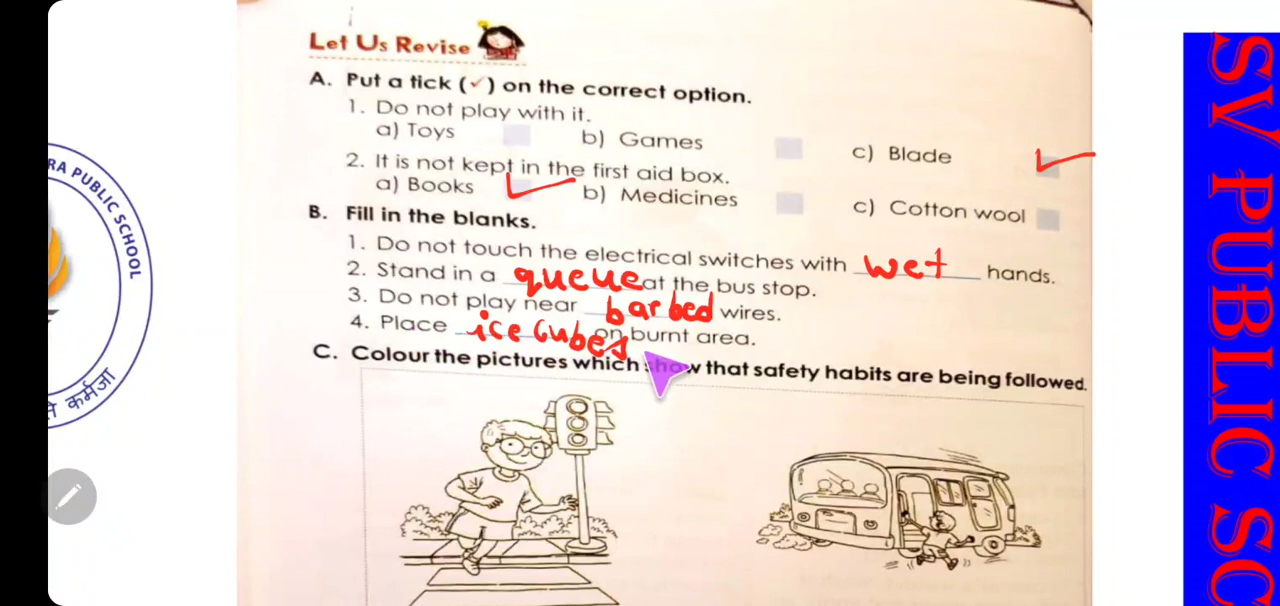 Let Us Revise
A. Put a tick (✓) on the correct option.
1. Do not play with it.
a) Toys b) Games c) Blade ✓
2. It is not kept in the first aid box.
a) Books ✓ b) Medicines c) Cotton wool
B. Fill in the blanks.
1. Do not touch the electrical switches with wet hands.
2. Stand in a queue at the bus stop.
3. Do not play near barbed wires.
4. Place ice cubes on burnt area.
C. Colour the pictures which show that safety habits are being followed.
RA PUBLIC SCHOOL
कर्मजा
SV PUBLIC SC